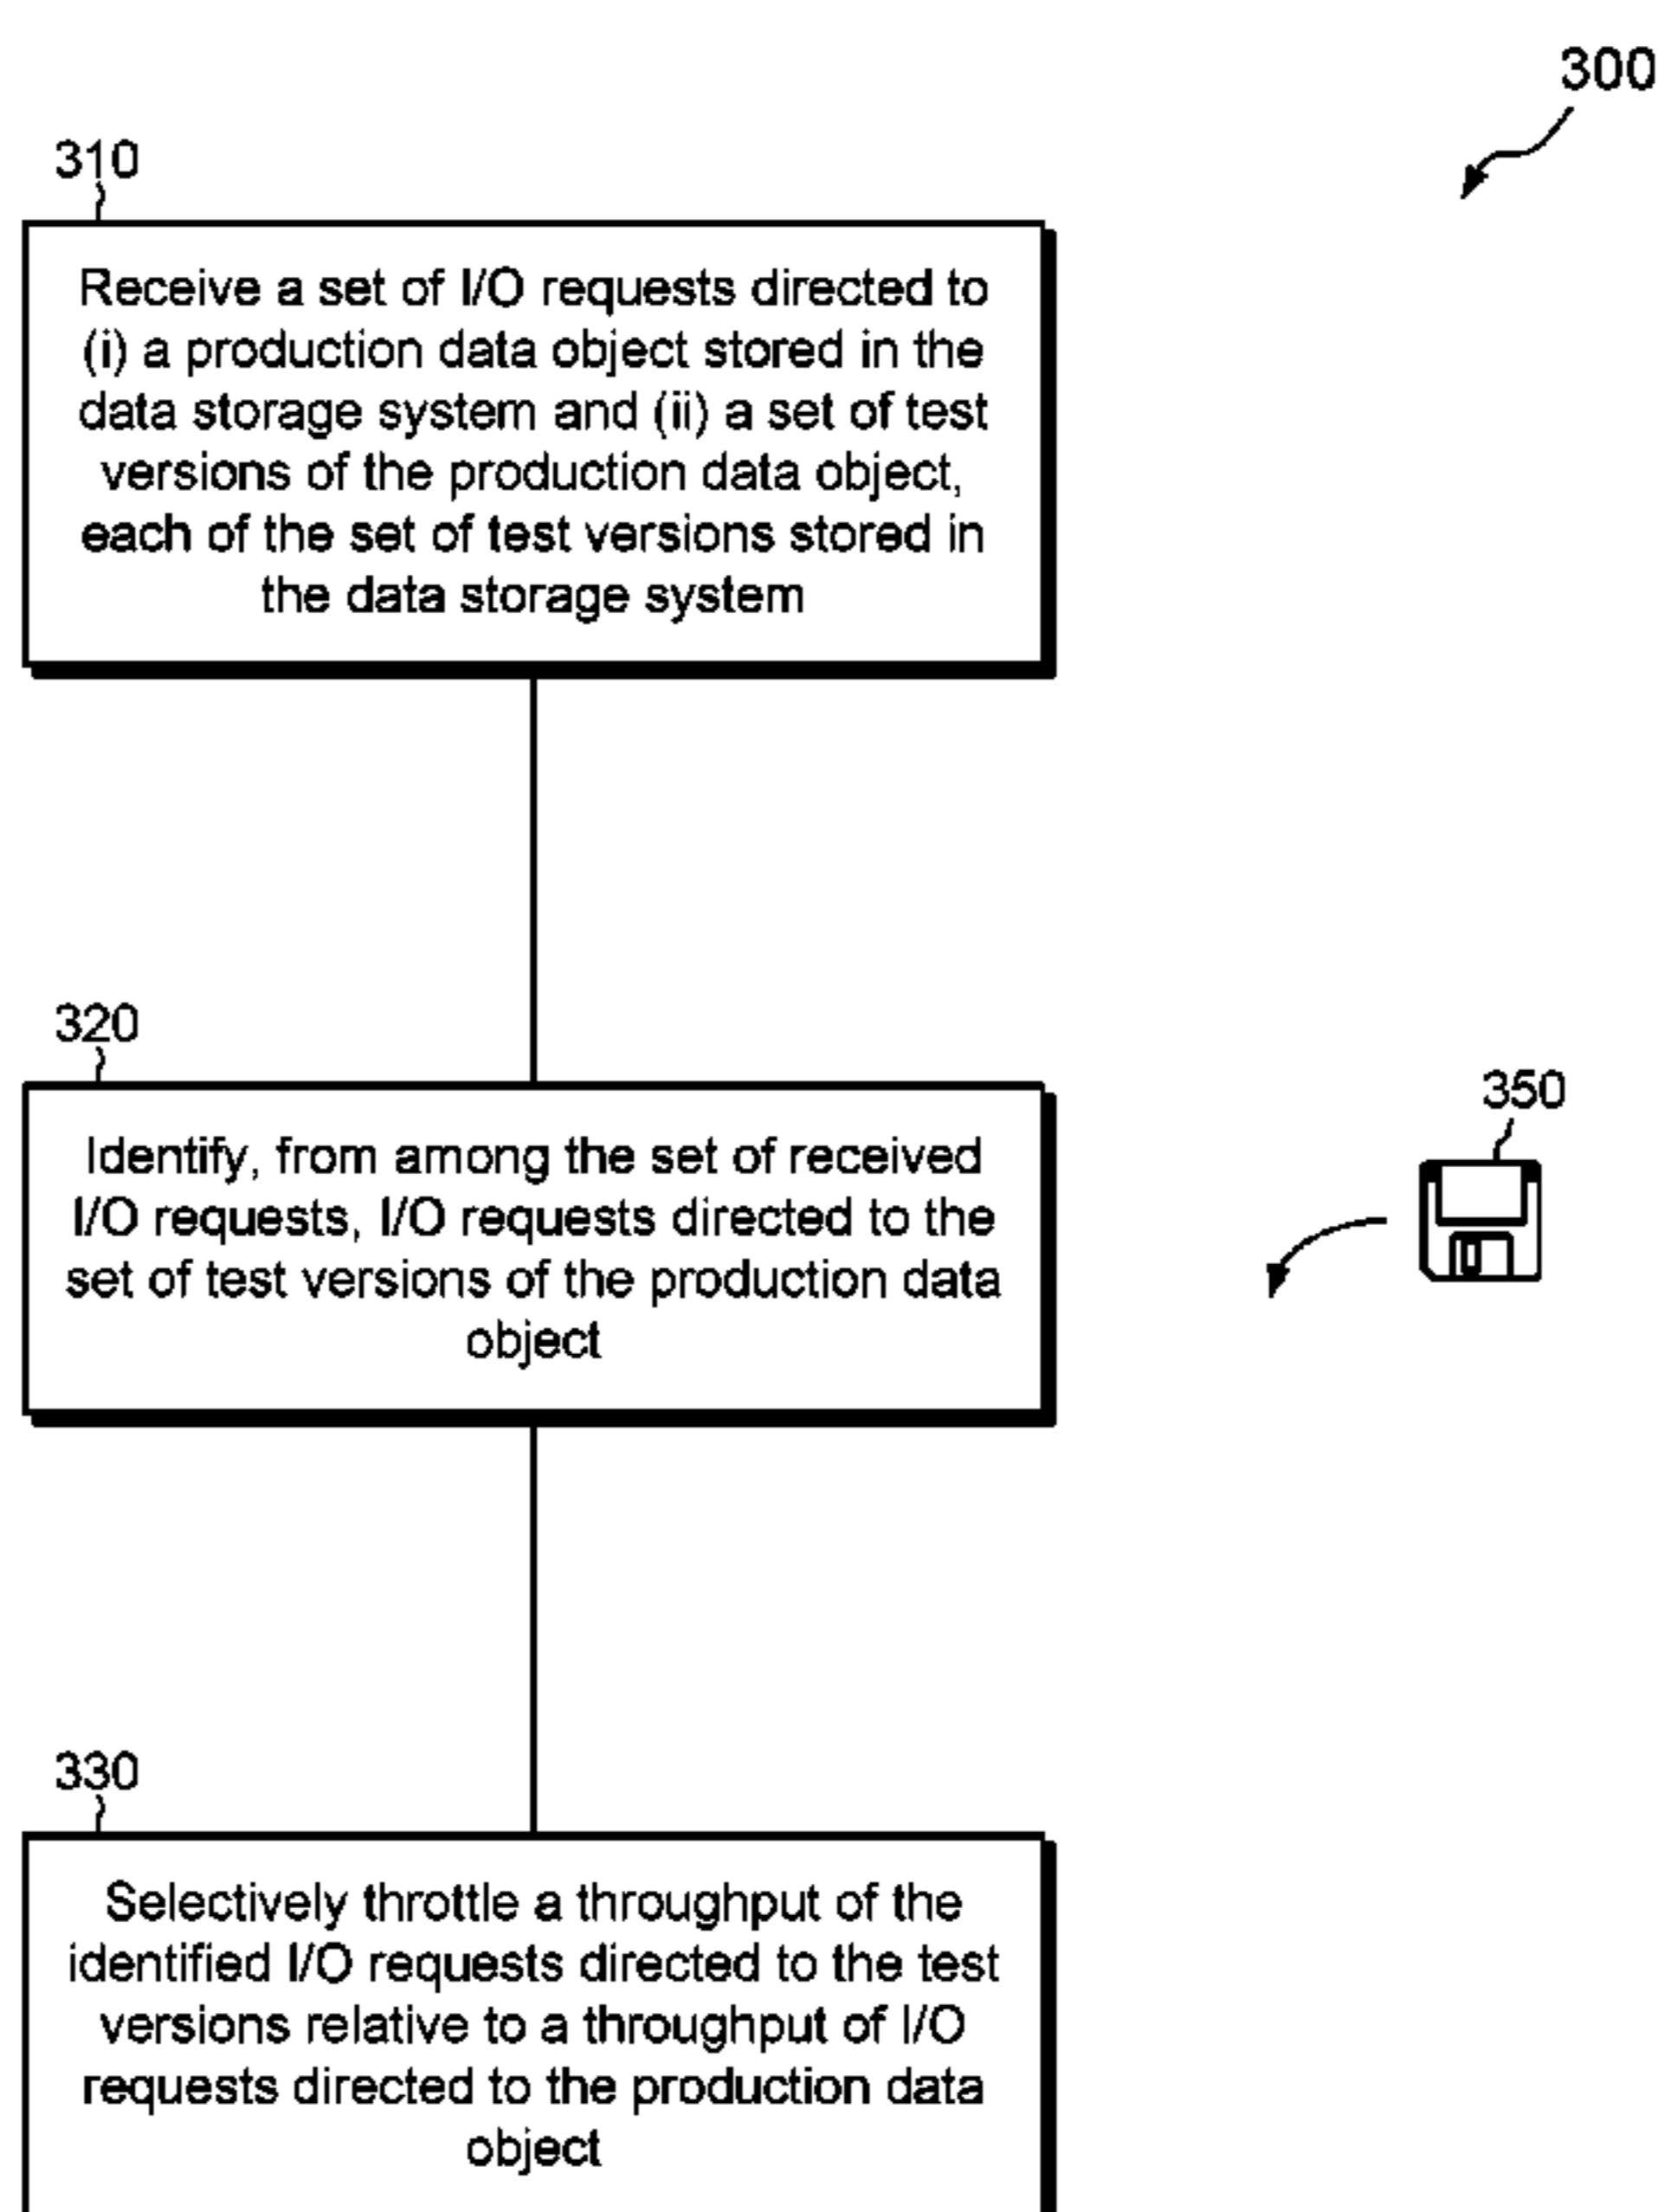 300
310
Receive a set of I/O requests directed to
(i) a production data object stored in the
data storage system and (ii) a set of test
versions of the production data object,
each of the set of test versions stored in
the data storage system
320
Identify, from among the set of received
I/O requests, I/O requests directed to the
set of test versions of the production data
object
350
330
Selectively throttle a throughput of the
identified I/O requests directed to the test
versions relative to a throughput of I/O
requests directed to the production data
object